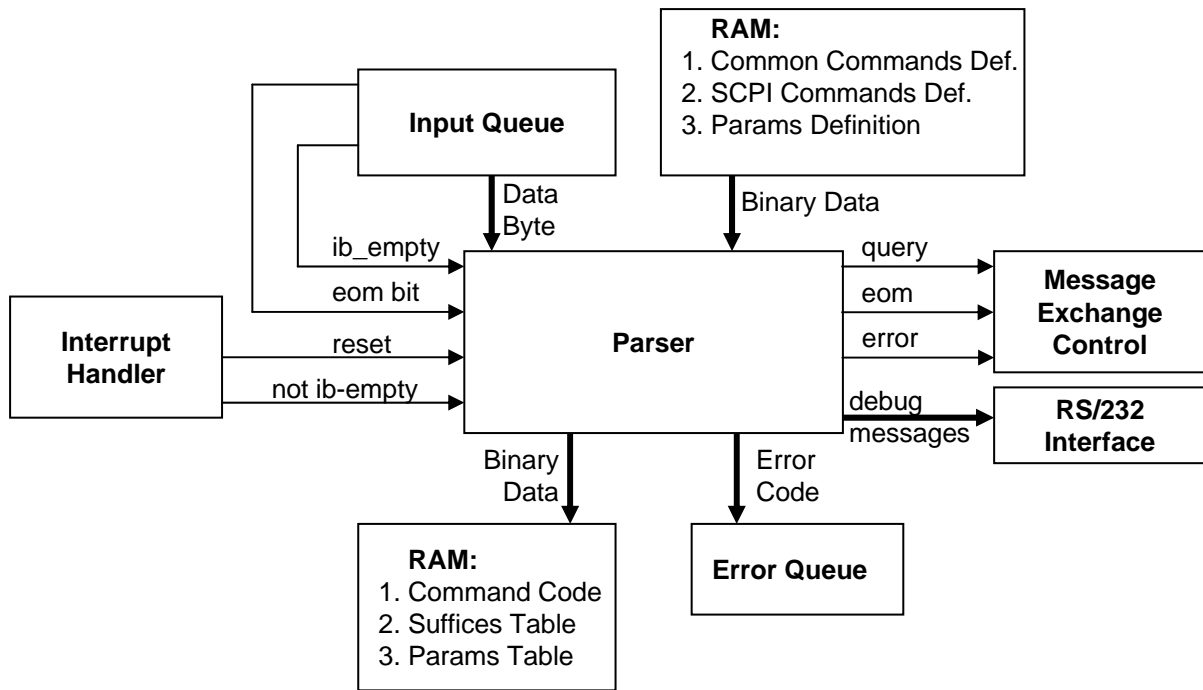 RAM:
1. Common Commands Def.
2. SCPI Commands Def.
3. Params Definition
Input Queue
Data
Byte
Binary Data
ib_empty
eom bit
reset
not ib-empty
Interrupt
Handler
Parser
query
eom
error
debug
messages
Message
Exchange
Control
RS/232
Interface
Binary
Data
Error
Code
RAM:
1. Command Code
2. Suffices Table
3. Params Table
Error Queue